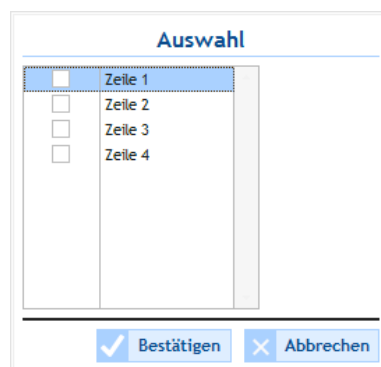 Auswahl
Zeile 1
Zeile 2
Zeile 3
Zeile 4
Bestätigen Abbrechen